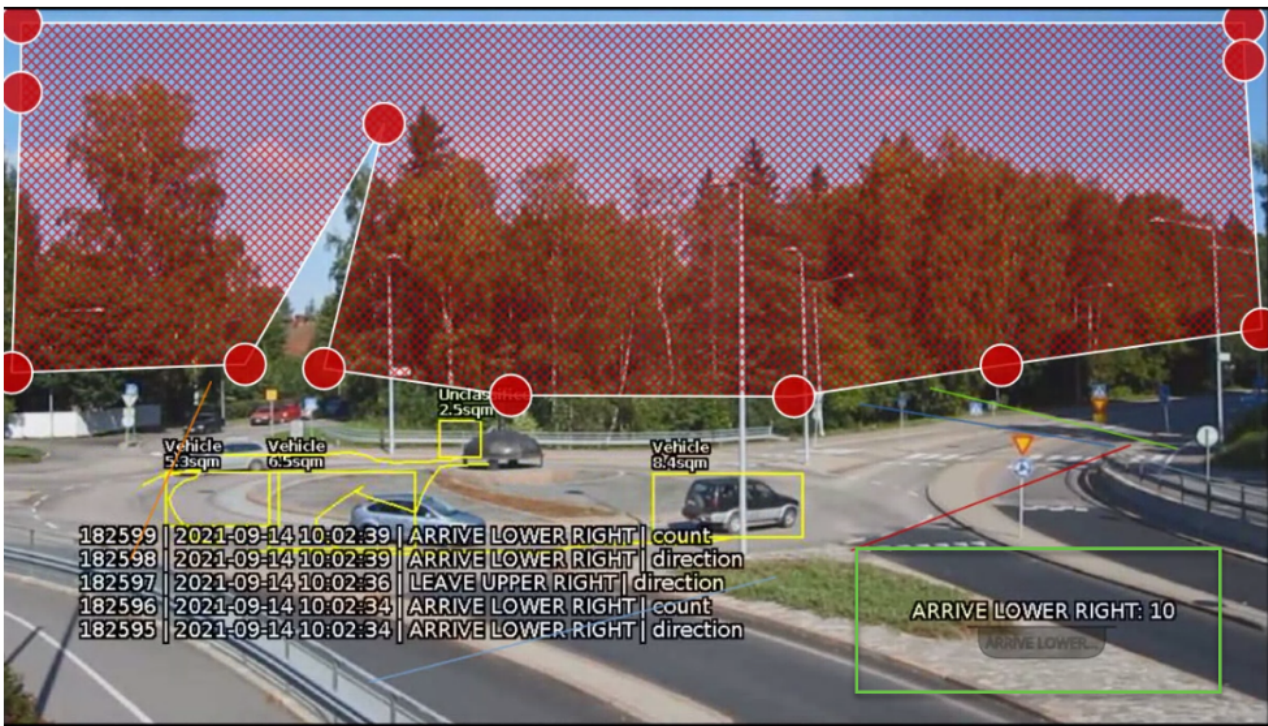 Unclassified
2.5sqm
Vehicle
5.3sqm
Vehicle
6.5sqm
Vehicle
8.4sqm
182599 | 2021-09-14 10:02:39 | ARRIVE LOWER RIGHT | count
182598 | 2021-09-14 10:02:39 | ARRIVE LOWER RIGHT | direction
182597 | 2021-09-14 10:02:36 | LEAVE UPPER RIGHT | direction
182596 | 2021-09-14 10:02:34 | ARRIVE LOWER RIGHT | count
182595 | 2021-09-14 10:02:34 | ARRIVE LOWER RIGHT | direction
ARRIVE LOWER RIGHT: 10
ARRIVE LOWER...